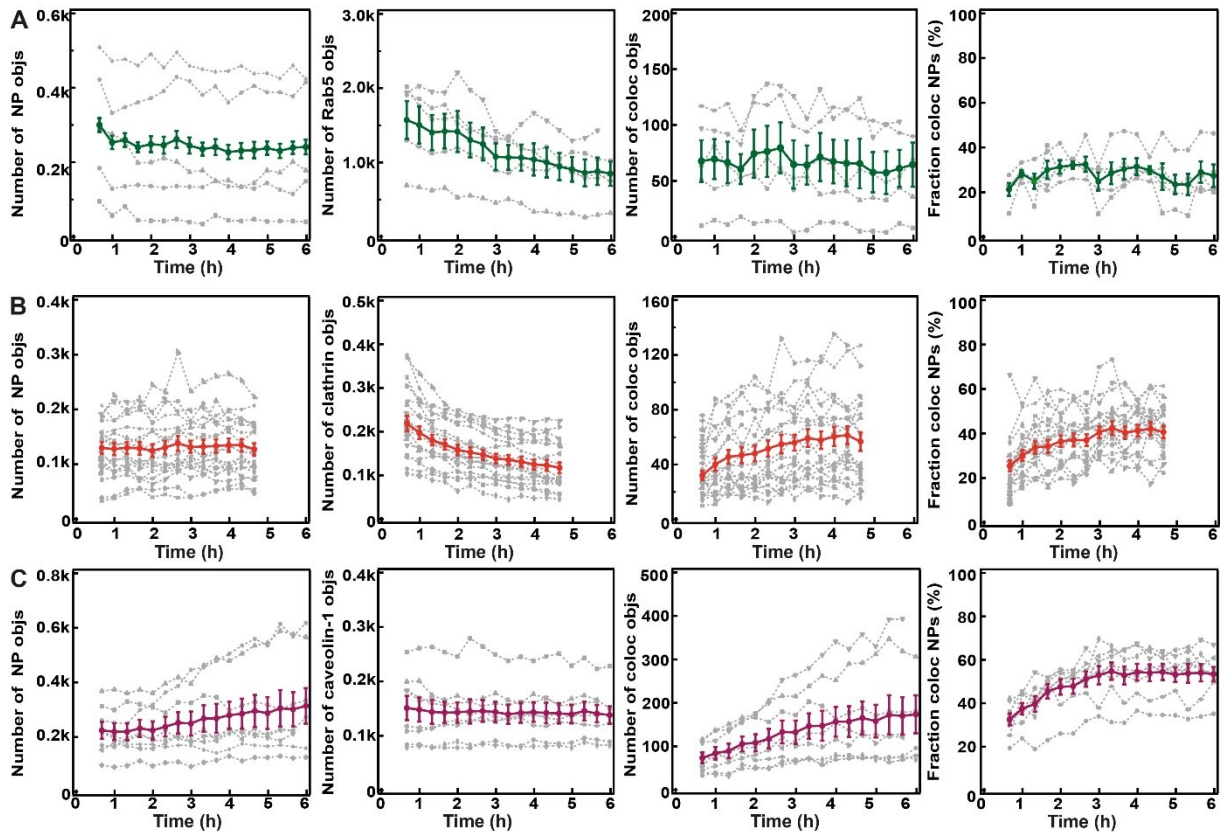 A
Number of NP objs
0.6k
0.4k
0.2k
0
0 1 2 3 4 5 6
Time (h)
Number of Rab5 objs
3.0k
2.0k
1.0k
0
0 1 2 3 4 5 6
Time (h)
Number of coloc objs
200
150
100
50
0
0 1 2 3 4 5 6
Time (h)
Fraction coloc NPs (%)
100
80
60
40
20
0
0 1 2 3 4 5 6
Time (h)
B
Number of NP objs
0.4k
0.3k
0.2k
0.1k
0
0 1 2 3 4 5 6
Time (h)
Number of clathrin objs
0.5k
0.4k
0.3k
0.2k
0.1k
0
0 1 2 3 4 5 6
Time (h)
Number of coloc objs
160
120
80
40
0
0 1 2 3 4 5 6
Time (h)
Fraction coloc NPs (%)
100
80
60
40
20
0
0 1 2 3 4 5 6
Time (h)
C
Number of NP objs
0.8k
0.6k
0.4k
0.2k
0
0 1 2 3 4 5 6
Time (h)
Number of caveolin-1 objs
0.4k
0.3k
0.2k
0.1k
0
0 1 2 3 4 5 6
Time (h)
Number of coloc objs
500
400
300
200
100
0
0 1 2 3 4 5 6
Time (h)
Fraction coloc NPs (%)
100
80
60
40
20
0
0 1 2 3 4 5 6
Time (h)